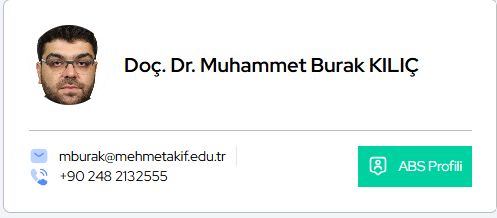 Doç. Dr. Muhammet Burak KILIÇ
mburak@mehmetakif.edu.tr
+90 248 2132555
ABS Profili